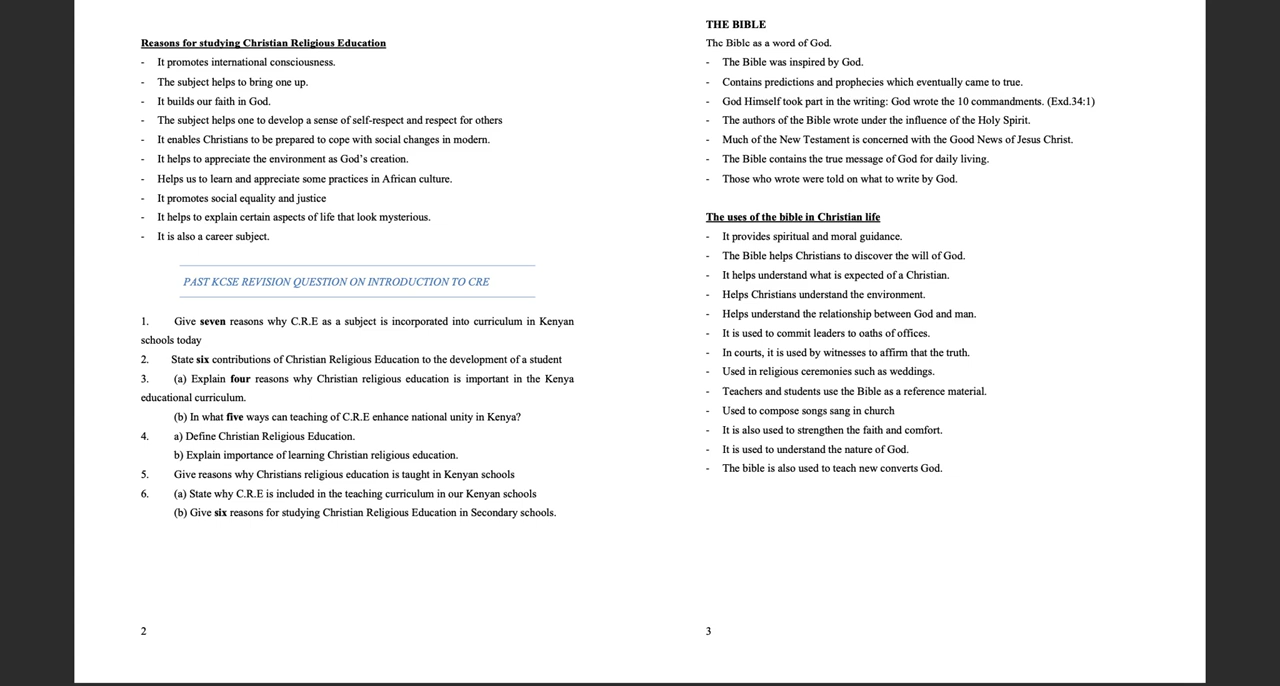 Reasons for studying Christian Religious Education
- It promotes international consciousness.
- The subject helps to bring one up.
- It builds our faith in God.
- The subject helps one to develop a sense of self-respect and respect for others
- It enables Christians to be prepared to cope with social changes in modern.
- It helps to appreciate the environment as God's creation.
- Helps us to learn and appreciate some practices in African culture.
- It promotes social equality and justice
- It helps to explain certain aspects of life that look mysterious.
- It is also a career subject.
PAST KCSE REVISION QUESTION ON INTRODUCTION TO CRE
1. Give seven reasons why C.R.E as a subject is incorporated into curriculum in Kenyan
schools today
2. State six contributions of Christian Religious Education to the development of a student
3. (a) Explain four reasons why Christian religious education is important in the Kenya
educational curriculum.
(b) In what five ways can teaching of C.R.E enhance national unity in Kenya?
4. a) Define Christian Religious Education.
b) Explain importance of learning Christian religious education.
5. Give reasons why Christians religious education is taught in Kenyan schools
6. (a) State why C.R.E is included in the teaching curriculum in our Kenyan schools
(b) Give six reasons for studying Christian Religious Education in Secondary schools.
2
THE BIBLE
The Bible as a word of God.
- The Bible was inspired by God.
- Contains predictions and prophecies which eventually came to true.
- God Himself took part in the writing: God wrote the 10 commandments. (Exd.34:1)
- The authors of the Bible wrote under the influence of the Holy Spirit.
- Much of the New Testament is concerned with the Good News of Jesus Christ.
- The Bible contains the true message of God for daily living.
- Those who wrote were told on what to write by God.
The uses of the bible in Christian life
- It provides spiritual and moral guidance.
- The Bible helps Christians to discover the will of God.
- It helps understand what is expected of a Christian.
- Helps Christians understand the environment.
- Helps understand the relationship between God and man.
- It is used to commit leaders to oaths of offices.
- In courts, it is used by witnesses to affirm that the truth.
- Used in religious ceremonies such as weddings.
- Teachers and students use the Bible as a reference material.
- Used to compose songs sang in church
- It is also used to strengthen the faith and comfort.
- It is used to understand the nature of God.
- The bible is also used to teach new converts God.
3